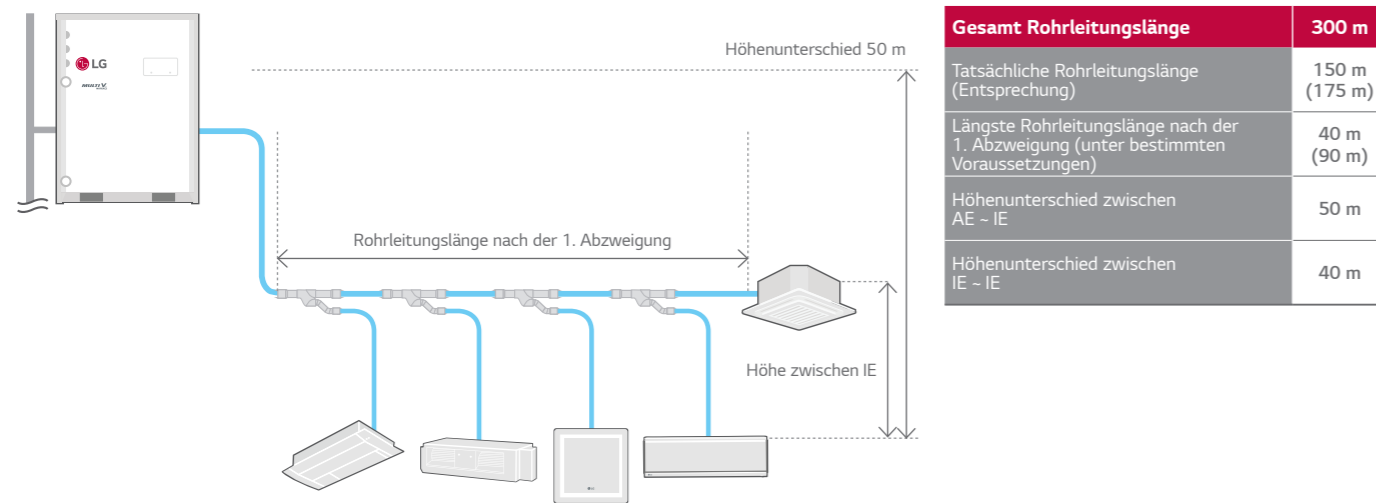 LG
MULTI V
Höhenunterschied 50 m
Rohrleitungslänge nach der 1. Abzweigung
Höhe zwischen IE
LG
Gesamt Rohrleitungslänge 300 m
Tatsächliche Rohrleitungslänge
(Entsprechung)
150 m
(175 m)
Längste Rohrleitungslänge nach der
1. Abzweigung (unter bestimmten
Voraussetzungen)
40 m
(90 m)
Höhenunterschied zwischen
AE ~ IE
50 m
Höhenunterschied zwischen
IE ~ IE
40 m